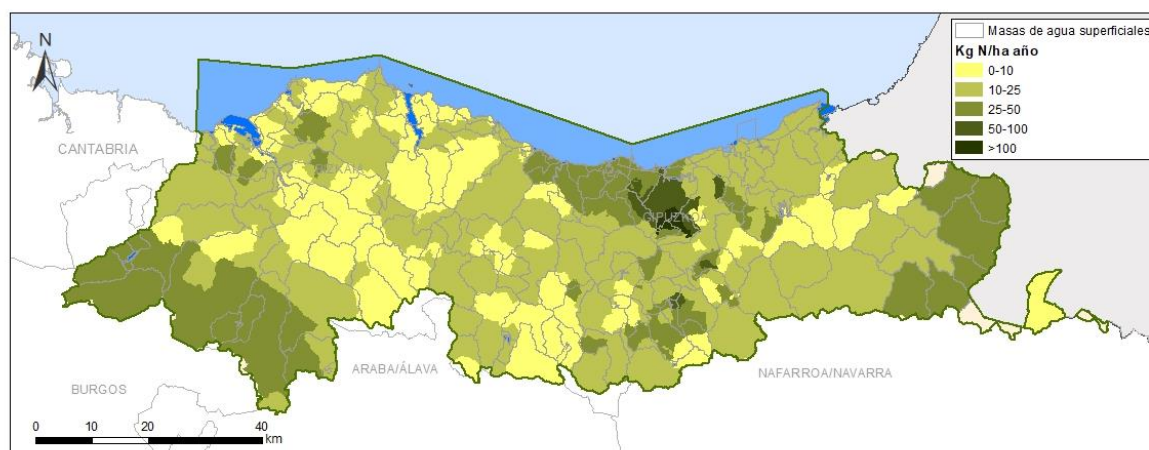 N
Masas de agua superficiales
Kg N/ha año
0-10
10-25
25-50
50-100
>100
CANTABRIA
BIZKAIA
GIPUZKOA
ARABA/ÁLAVA
NAFARROA/NAVARRA
BURGOS
0 10 20 40
km